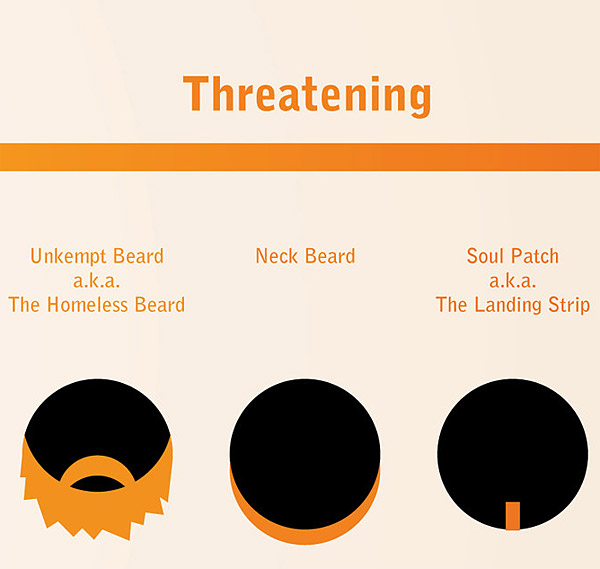 Threatening
Unkempt Beard
a.k.a.
The Homeless Beard
Neck Beard
Soul Patch
a.k.a.
The Landing Strip